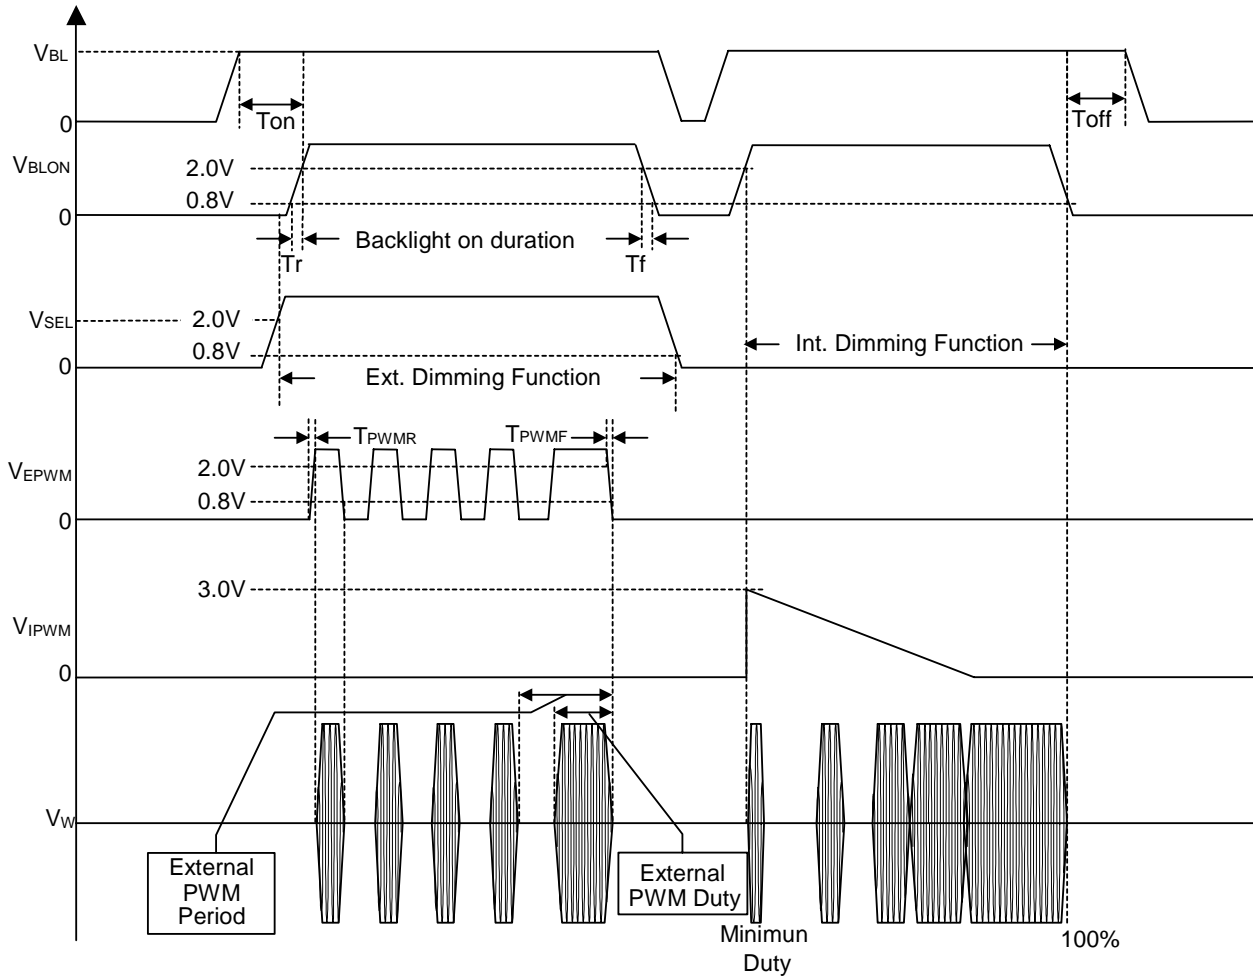 VBL
0
Ton
Toff
VBLON
2.0V
0.8V
0
Backlight on duration
Tr
Tf
VSEL
2.0V
0.8V
0
Int. Dimming Function
Ext. Dimming Function
TPWMR
TPWMF
VEPWM
2.0V
0.8V
0
3.0V
VIPWM
0
VW
External
PWM
Period
External
PWM Duty
Minimun
Duty
100%